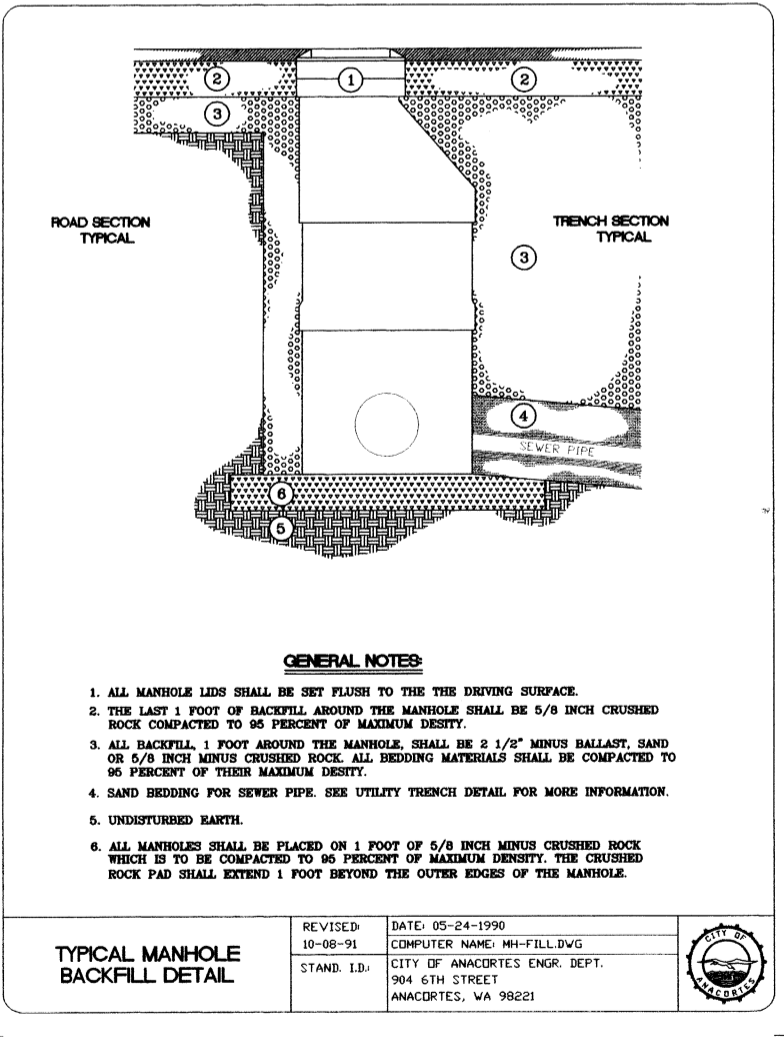 2
1
2
3
ROAD SECTION
TYPICAL
TRENCH SECTION
TYPICAL
3
4
SEWER PIPE
6
5
GENERAL NOTES:
1. ALL MANHOLE LIDS SHALL BE SET FLUSH TO THE THE DRIVING SURFACE.
2. THE LAST 1 FOOT OF BACKFILL AROUND THE MANHOLE SHALL BE 5/8 INCH CRUSHED
ROCK COMPACTED TO 95 PERCENT OF MAXIMUM DESITY.
3. ALL BACKFILL, 1 FOOT AROUND THE MANHOLE, SHALL BE 2 1/2" MINUS BALLAST, SAND
OR 5/8 INCH MINUS CRUSHED ROCK. ALL BEDDING MATERIALS SHALL BE COMPACTED TO
95 PERCENT OF THEIR MAXIMUM DESITY.
4. SAND BEDDING FOR SEWER PIPE. SEE UTILITY TRENCH DETAIL FOR MORE INFORMATION.
5. UNDISTURBED EARTH.
6. ALL MANHOLES SHALL BE PLACED ON 1 FOOT OF 5/8 INCH MINUS CRUSHED ROCK
WHICH IS TO BE COMPACTED TO 95 PERCENT OF MAXIMUM DENSITY. THE CRUSHED
ROCK PAD SHALL EXTEND 1 FOOT BEYOND THE OUTER EDGES OF THE MANHOLE.
TYPICAL MANHOLE
BACKFILL DETAIL
REVISED:
10-08-91
STAND. I.D.:
DATE: 05-24-1990
COMPUTER NAME: MH-FILL.DWG
CITY OF ANACORTES ENGR. DEPT.
904 6TH STREET
ANACORTES, WA 98221
CITY OF
ANACORTES